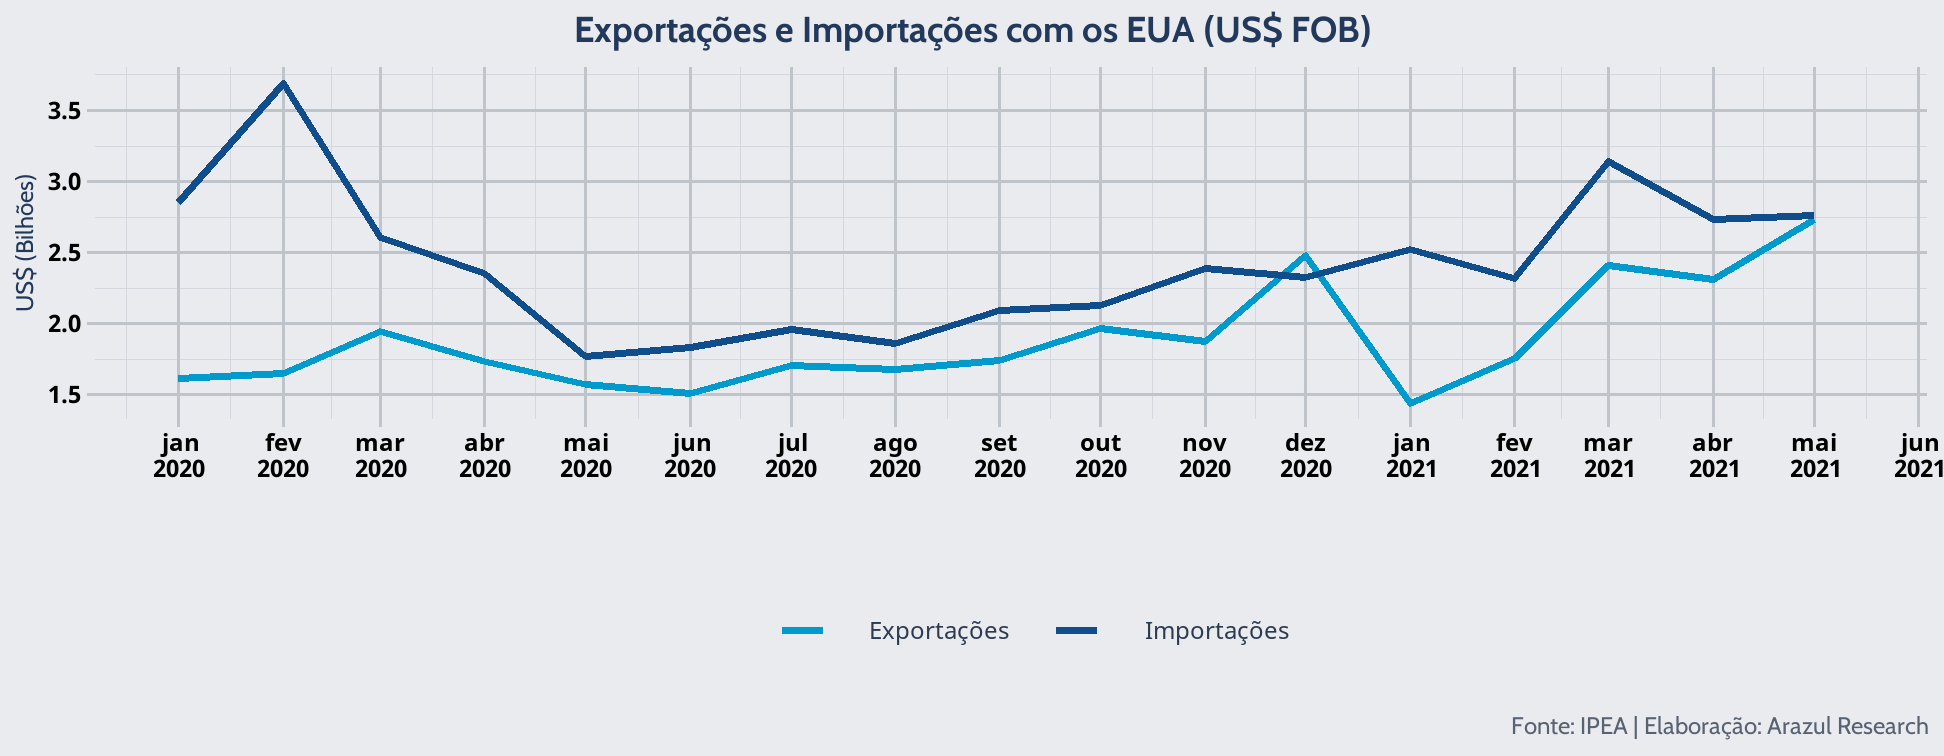 Exportações e Importações com os EUA (US$ FOB)
US$ (Bilhões)
3.5
3.0
2.5
2.0
1.5
jan fev mar abr mai jun jul ago set out nov dez jan fev mar abr mai jun
2020 2020 2020 2020 2020 2020 2020 2020 2020 2020 2020 2020 2021 2021 2021 2021 2021 2021
Exportações Importações
Fonte: IPEA | Elaboração: Arazul Research